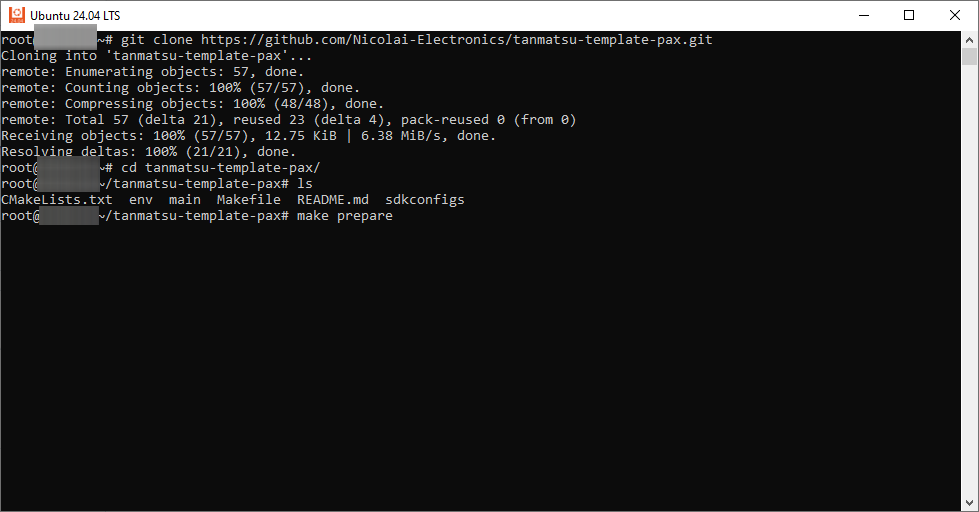 Ubuntu 24.04 LTS
root@ ~# git clone https://github.com/Nicolai-Electronics/tanmatsu-template-pax.git
Cloning into 'tanmatsu-template-pax'...
remote: Enumerating objects: 57, done.
remote: Counting objects: 100% (57/57), done.
remote: Compressing objects: 100% (48/48), done.
remote: Total 57 (delta 21), reused 23 (delta 4), pack-reused 0 (from 0)
Receiving objects: 100% (57/57), 12.75 KiB | 6.38 MiB/s, done.
Resolving deltas: 100% (21/21), done.
root@ ~# cd tanmatsu-template-pax/
root@ ~/tanmatsu-template-pax# ls
CMakeLists.txt  env  main  Makefile  README.md  sdkconfigs
root@ ~/tanmatsu-template-pax# make prepare